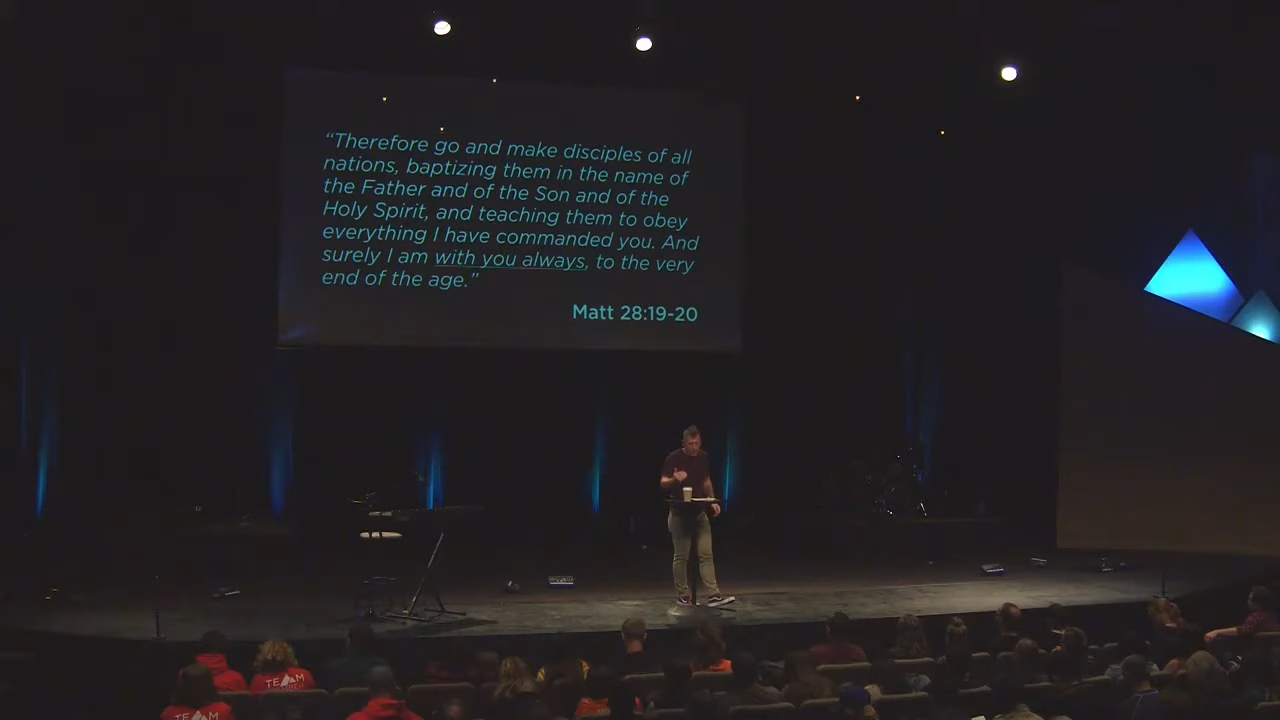 “Therefore go and make disciples of all
nations, baptizing them in the name of
the Father and of the Son and of the
Holy Spirit, and teaching them to obey
everything I have commanded you. And
surely I am with you always, to the very
end of the age.”
Matt 28:19-20
TEAM
TEAM